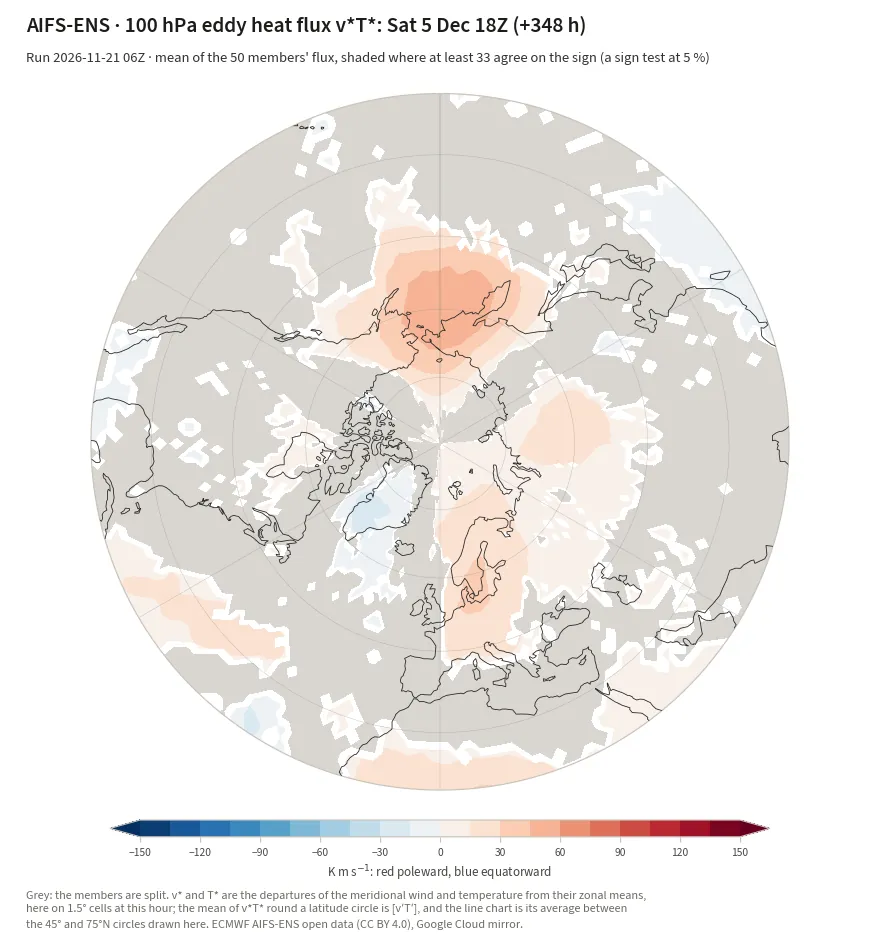 AIFS-ENS · 100 hPa eddy heat flux v*T*: Sat 5 Dec 18Z (+348 h)
Run 2026-11-21 06Z · mean of the 50 members' flux, shaded where at least 33 agree on the sign (a sign test at 5 %)
−150 −120 −90 −60 −30 0 30 60 90 120 150
K m s⁻¹: red poleward, blue equatorward
Grey: the members are split. v* and T* are the departures of the meridional wind and temperature from their zonal means,
here on 1.5° cells at this hour; the mean of v*T* round a latitude circle is [v′T′], and the line chart is its average between
the 45° and 75°N circles drawn here. ECMWF AIFS-ENS open data (CC BY 4.0), Google Cloud mirror.